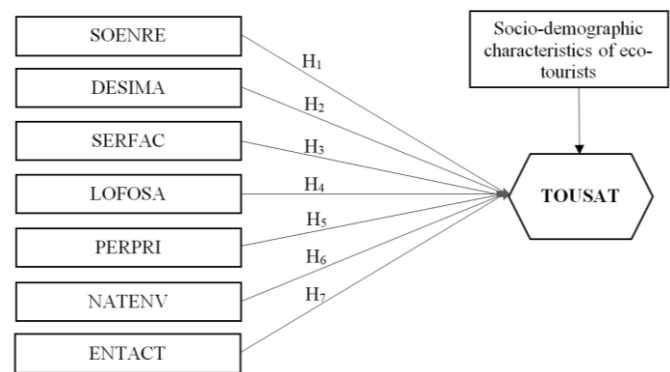 SOENRE
DESIMA
SERFAC
LOFOSA
PERPRI
NATENV
ENTACT
H₁
H₂
H₃
H₄
H₅
H₆
H₇
Socio-demographic
characteristics of eco-
tourists
TOUSAT